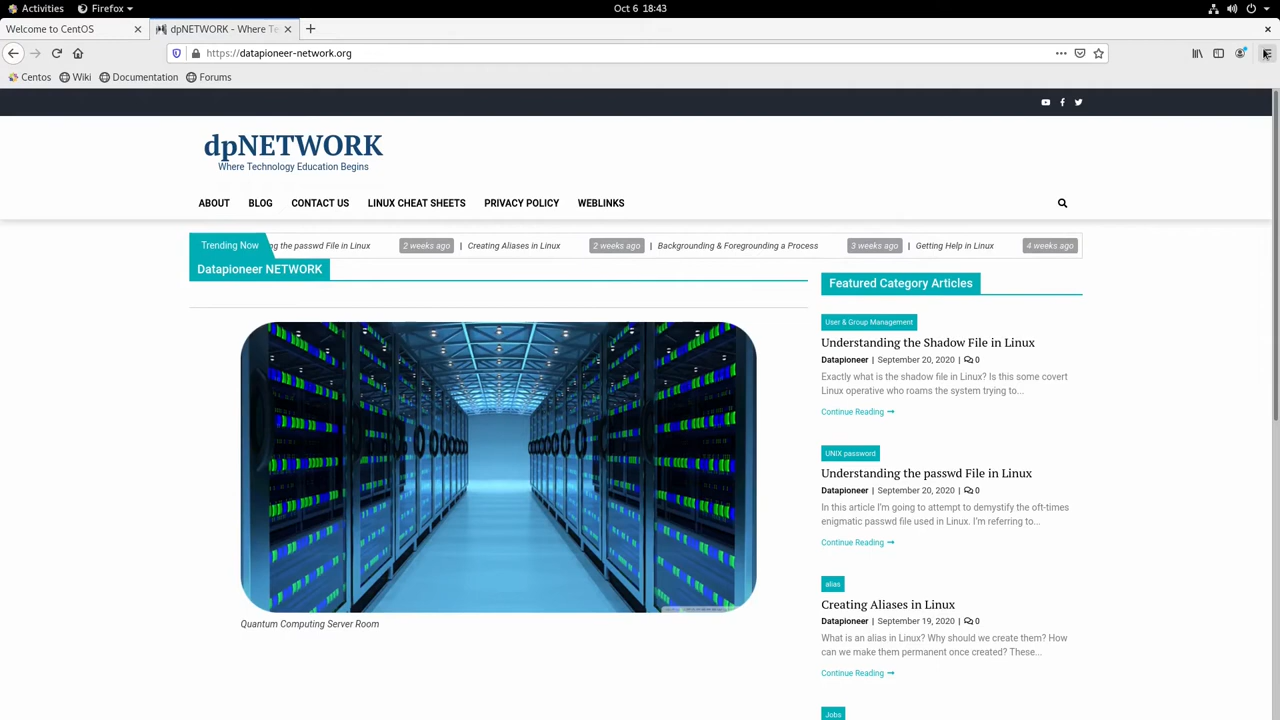 Activities Firefox Oct 6 18:43
Welcome to CentOS dpNETWORK - Where Te
https://datapioneer-network.org
Centos Wiki Documentation Forums
dpNETWORK
Where Technology Education Begins
ABOUT BLOG CONTACT US LINUX CHEAT SHEETS PRIVACY POLICY WEBLINKS
Trending Now ng the passwd File in Linux 2 weeks ago | Creating Aliases in Linux 2 weeks ago | Backgrounding & Foregrounding a Process 3 weeks ago | Getting Help in Linux 4 weeks ago
Datapioneer NETWORK
Quantum Computing Server Room
Featured Category Articles
User & Group Management
Understanding the Shadow File in Linux
Datapioneer | September 20, 2020 | 0
Exactly what is the shadow file in Linux? Is this some covert
Linux operative who roams the system trying to...
Continue Reading
UNIX password
Understanding the passwd File in Linux
Datapioneer | September 20, 2020 | 0
In this article I'm going to attempt to demystify the oft-times
enigmatic passwd file used in Linux. I'm referring to...
Continue Reading
alias
Creating Aliases in Linux
Datapioneer | September 19, 2020 | 0
What is an alias in Linux? Why should we create them? How
can we make them permanent once created? These...
Continue Reading
Jobs